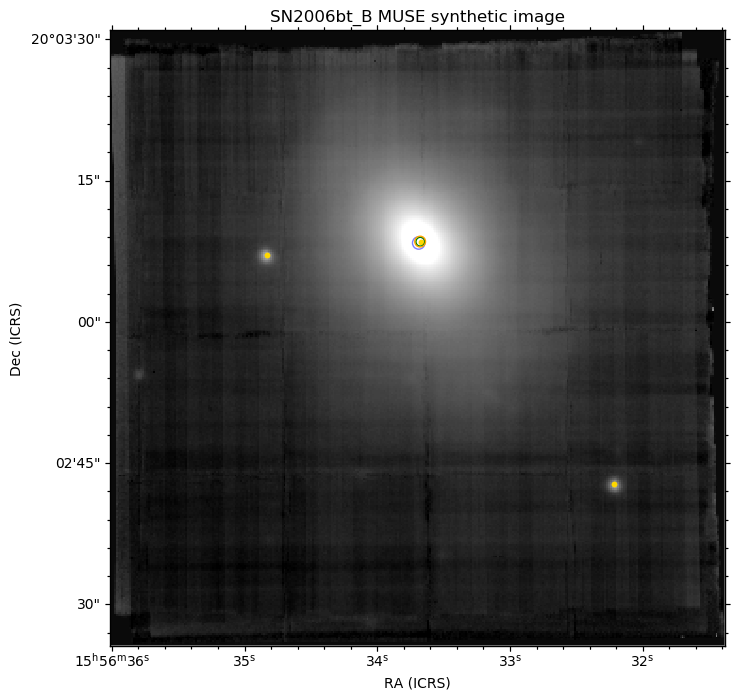 SN2006bt_B MUSE synthetic image
20°03'30"
15"
00"
02'45"
30"
Dec (ICRS)
15ʰ56ᵐ36ˢ
35ˢ
34ˢ
33ˢ
32ˢ
RA (ICRS)